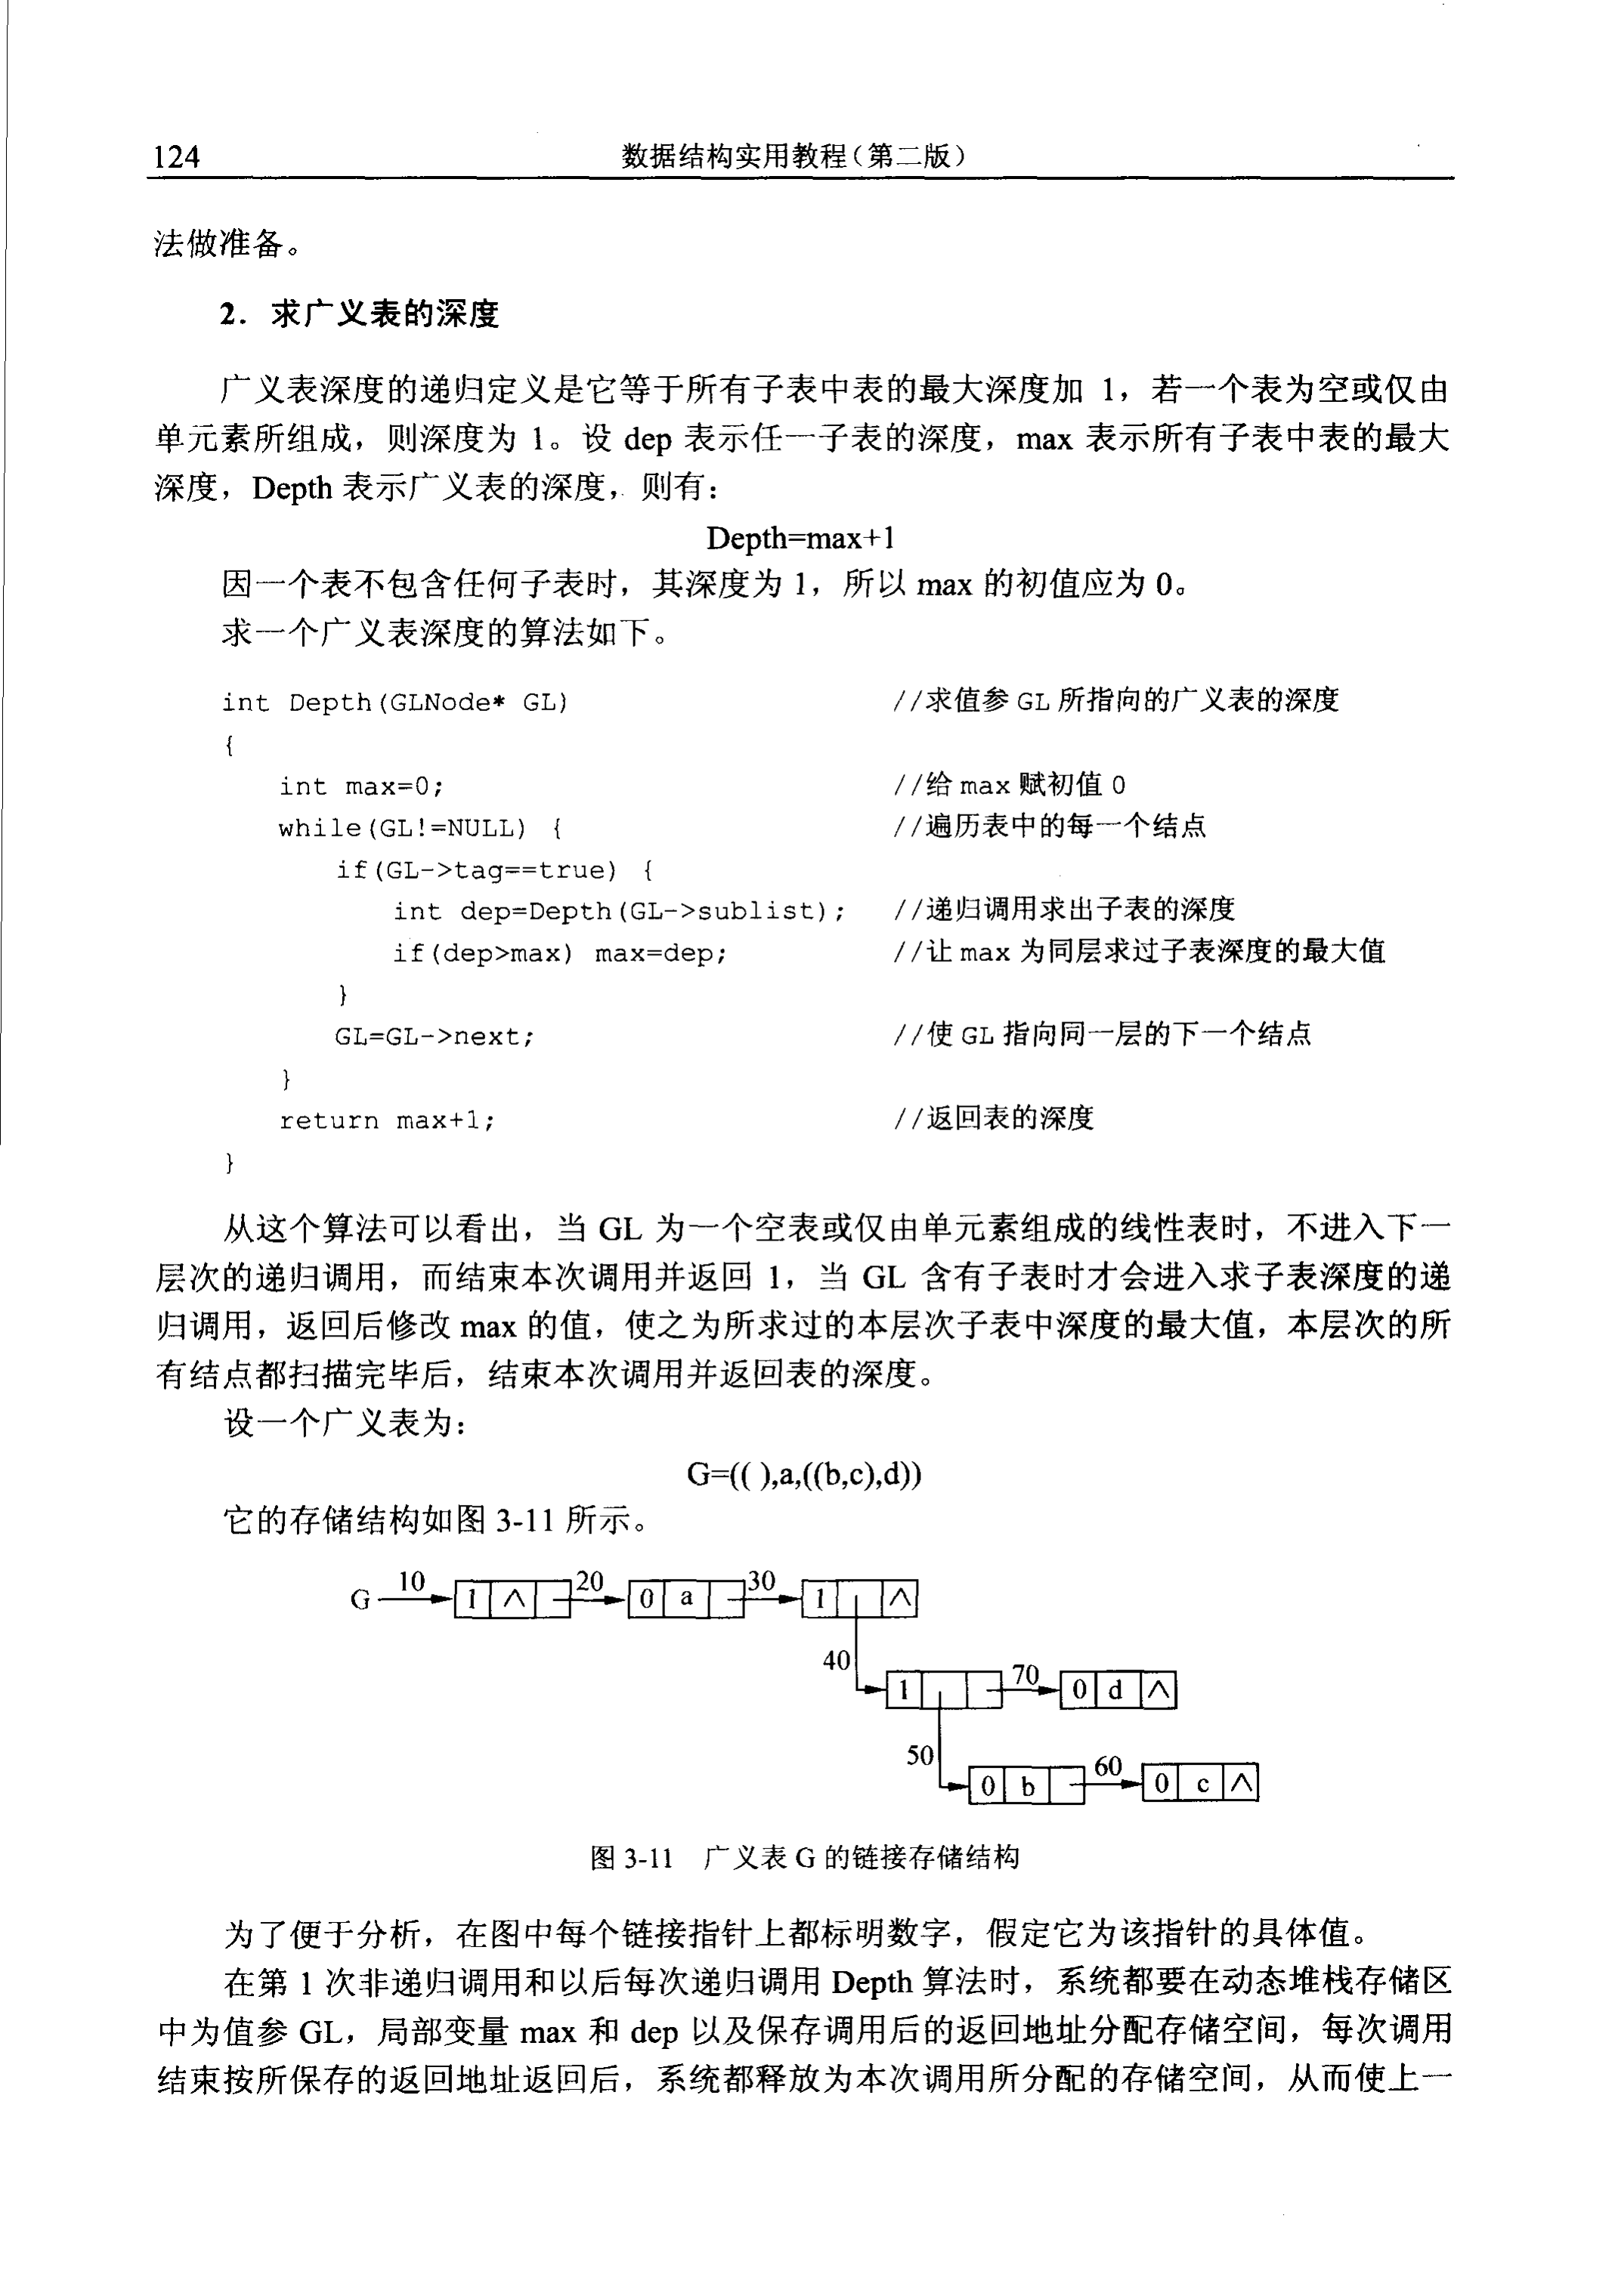 124
数据结构实用教程(第二版)
法做准备。
2．求广义表的深度
广义表深度的递归定义是它等于所有子表中表的最大深度加 1，若一个表为空或仅由
单元素所组成，则深度为 1。设 dep 表示任一子表的深度，max 表示所有子表中表的最大
深度，Depth 表示广义表的深度，则有：
Depth=max+1
因一个表不包含任何子表时，其深度为 1，所以 max 的初值应为 0。
求一个广义表深度的算法如下。
int Depth(GLNode* GL) //求值参 GL 所指向的广义表的深度
{
int max=0; //给 max 赋初值 0
while(GL!=NULL) { //遍历表中的每一个结点
if(GL->tag==true) {
int dep=Depth(GL->sublist); //递归调用求出子表的深度
if(dep>max) max=dep; //让 max 为同层求过子表深度的最大值
}
GL=GL->next; //使 GL 指向同一层的下一个结点
}
return max+1; //返回表的深度
}
从这个算法可以看出，当 GL 为一个空表或仅由单元素组成的线性表时，不进入下一
层次的递归调用，而结束本次调用并返回 1，当 GL 含有子表时才会进入求子表深度的递
归调用，返回后修改 max 的值，使之为所求过的本层次子表中深度的最大值，本层次的所
有结点都扫描完毕后，结束本次调用并返回表的深度。
设一个广义表为：
G=(( ),a,((b,c),d))
它的存储结构如图 3-11 所示。
G 10 1 ∧ 20 0 a 30 1 ∧
40 1 70 0 d ∧
50 0 b 60 0 c ∧
图 3-11 广义表 G 的链接存储结构
为了便于分析，在图中每个链接指针上都标明数字，假定它为该指针的具体值。
在第 1 次非递归调用和以后每次递归调用 Depth 算法时，系统都要在动态堆栈存储区
中为值参 GL，局部变量 max 和 dep 以及保存调用后的返回地址分配存储空间，每次调用
结束按所保存的返回地址返回后，系统都释放为本次调用所分配的存储空间，从而使上一